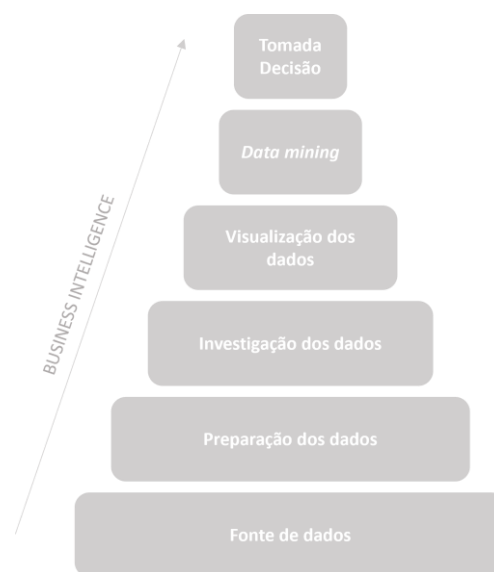 Tomada
Decisão
Data mining
Visualização dos
dados
Investigação dos dados
Preparação dos dados
Fonte de dados
BUSINESS INTELLIGENCE